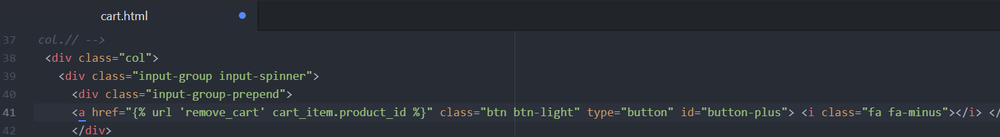 cart.html
37 col.// -->
38 <div class="col">
39 <div class="input-group input-spinner">
40 <div class="input-group-prepend">
41 <a href="{% url 'remove_cart' cart_item.product_id %}" class="btn btn-light" type="button" id="button-plus"> <i class="fa fa-minus"></i> </
42 </div>